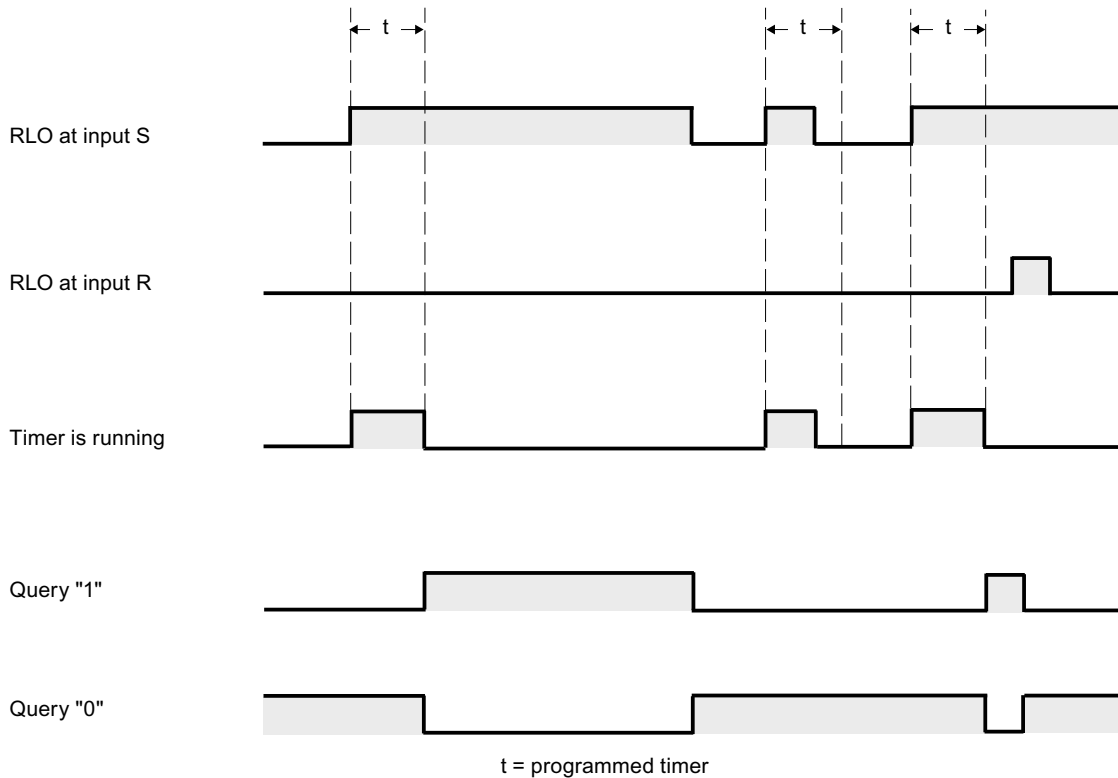 t t t
RLO at input S
RLO at input R
Timer is running
Query "1"
Query "0"
t = programmed timer